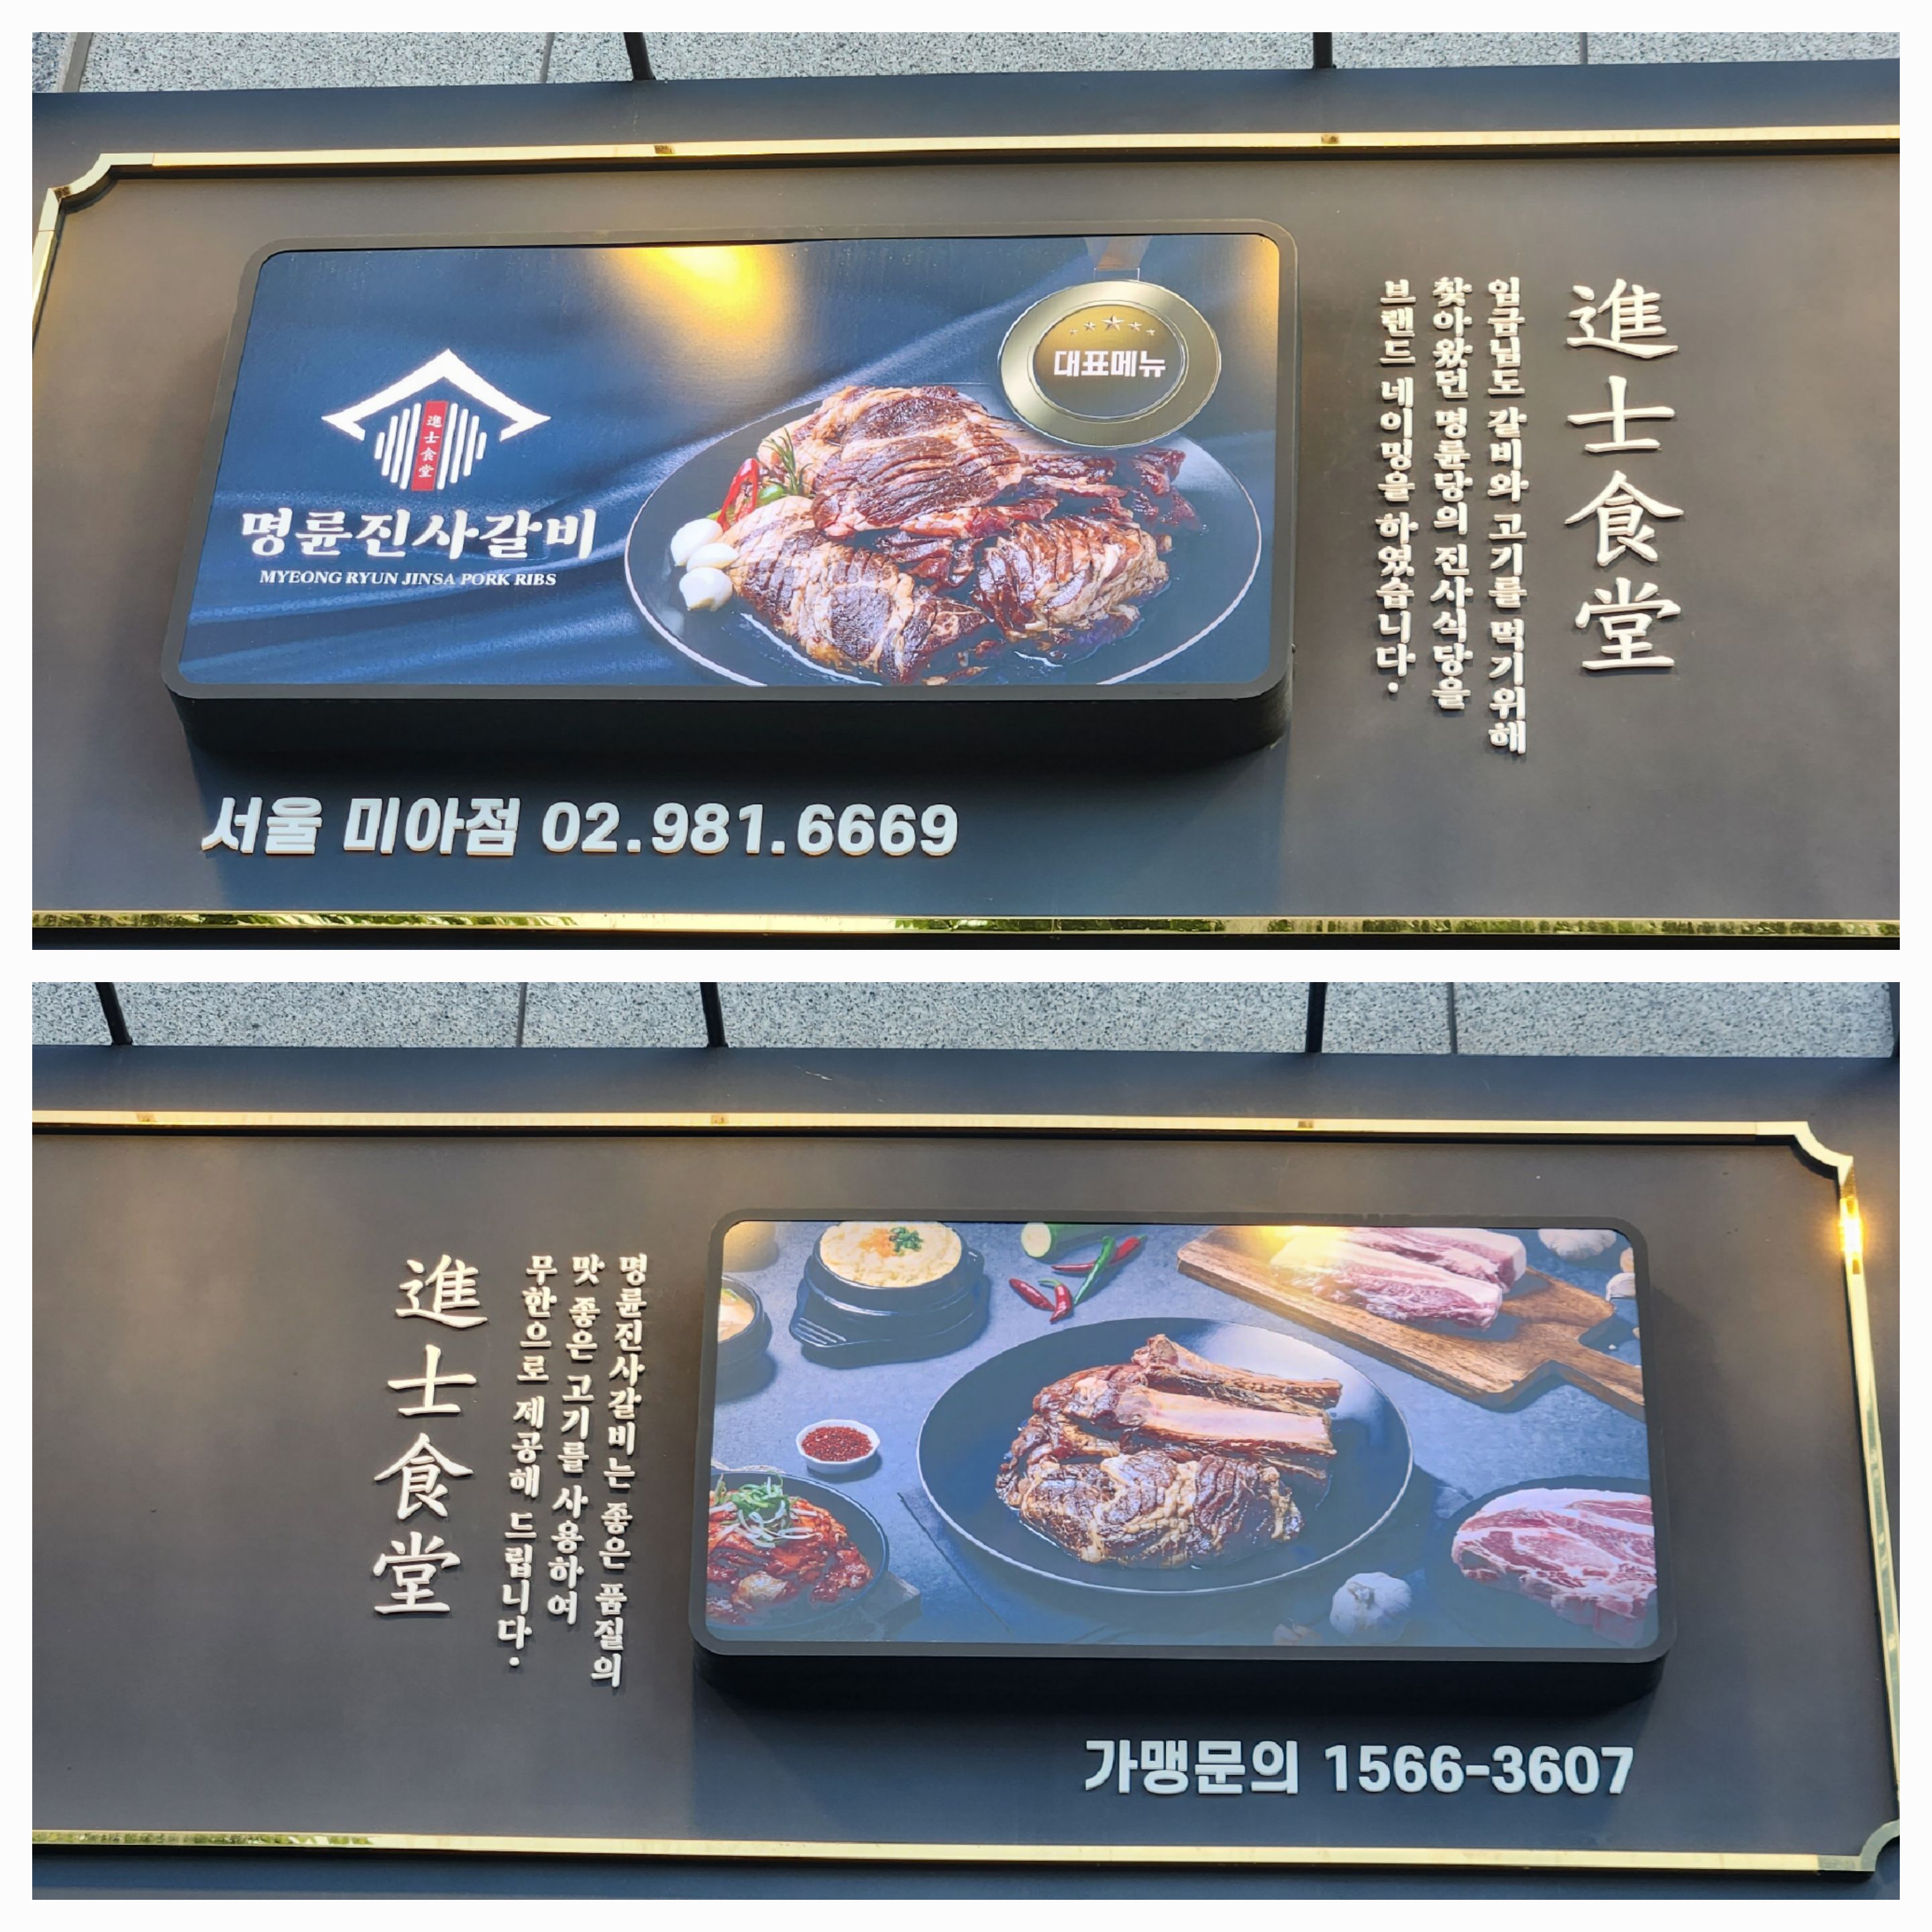 進士食堂
명륜진사갈비
MYEONG RYUN JINSA PORK RIBS
대표메뉴
進士食堂
임금님도 갈비와 고기를 먹기위해
찾아왔던 명륜당의 진사식당을
브랜드 네이밍을 하였습니다.
서울 미아점 02.981.6669
명륜진사갈비는 좋은 품질의
맛 좋은 고기를 사용하여
무한으로 제공해 드립니다.
進士食堂
가맹문의 1566-3607